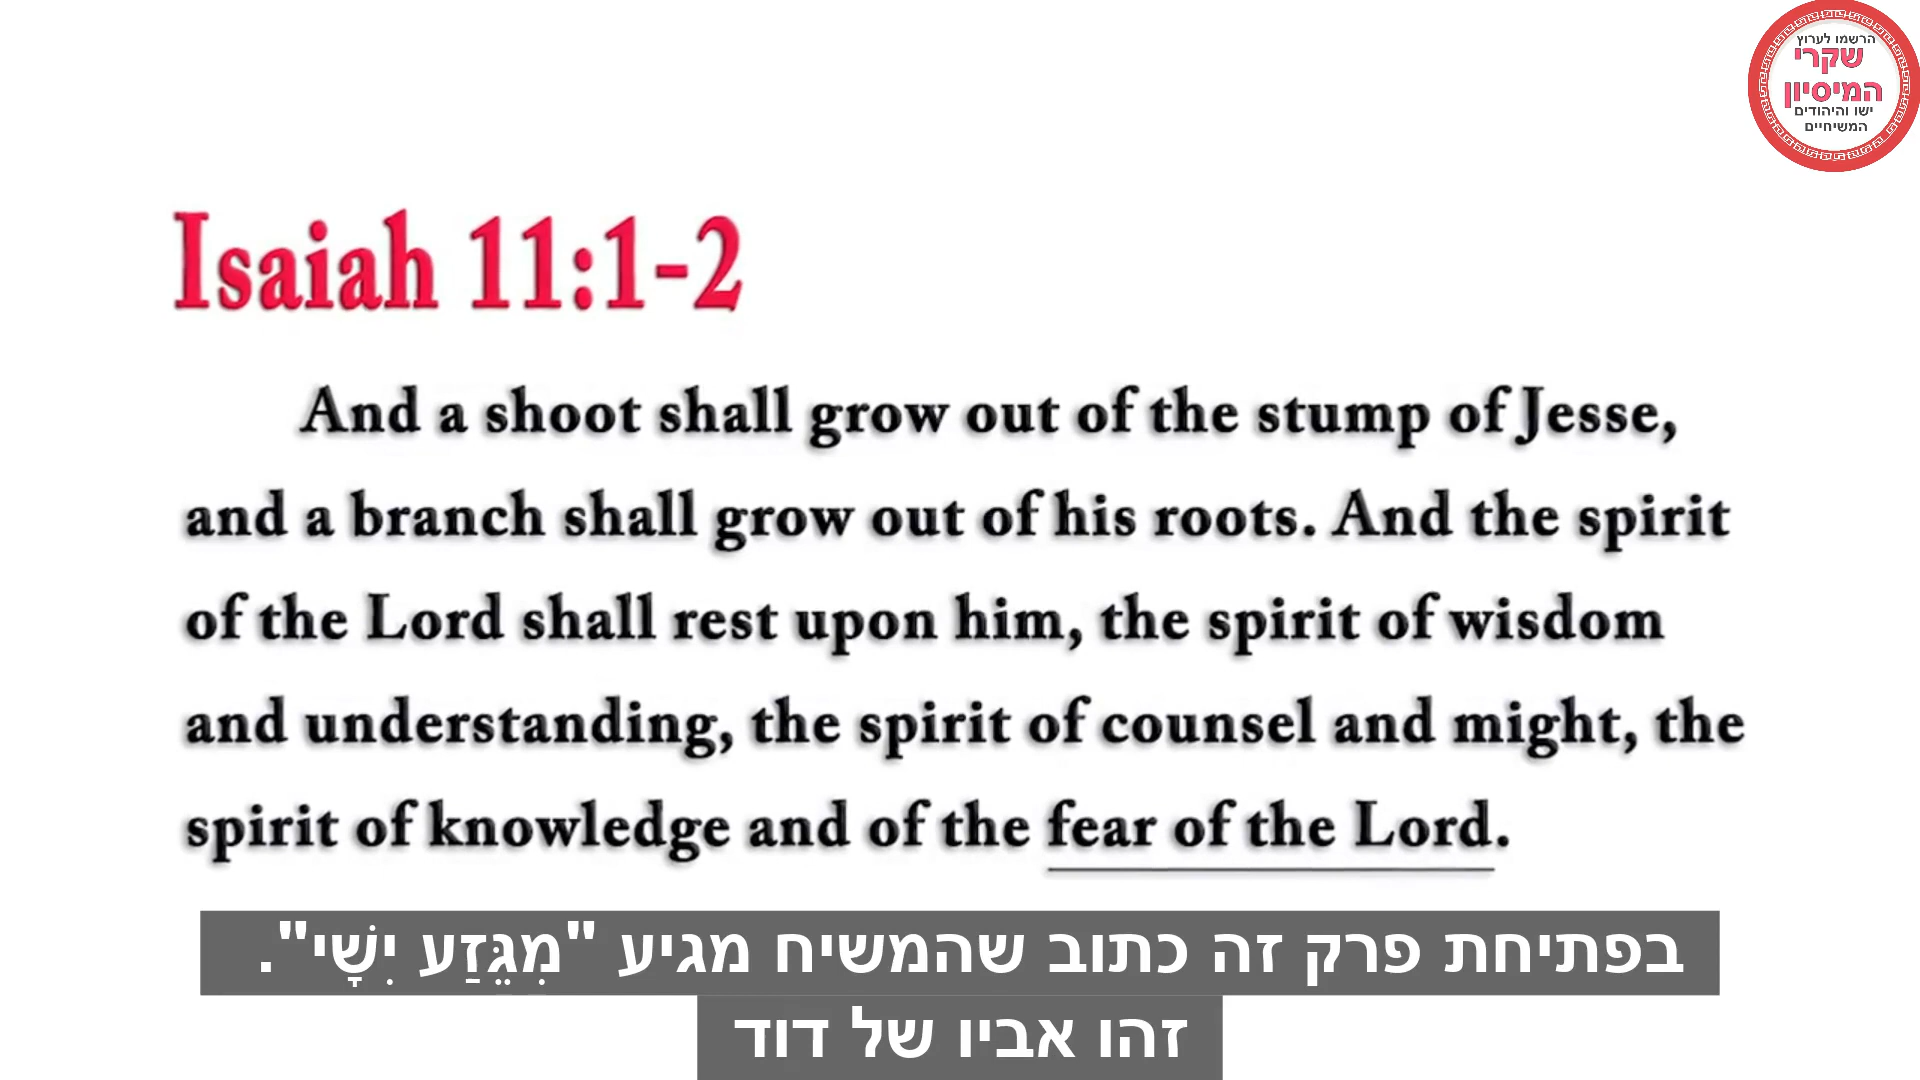 הרשמו לערוץ
שקרי
המיסיון
ישו והיהודים
המשיחיים
Isaiah 11:1-2
And a shoot shall grow out of the stump of Jesse,
and a branch shall grow out of his roots. And the spirit
of the Lord shall rest upon him, the spirit of wisdom
and understanding, the spirit of counsel and might, the
spirit of knowledge and of the fear of the Lord.
בפתיחת פרק זה כתוב שהמשיח מגיע "מִגֵּזַע יִשָׁי".
זהו אביו של דוד